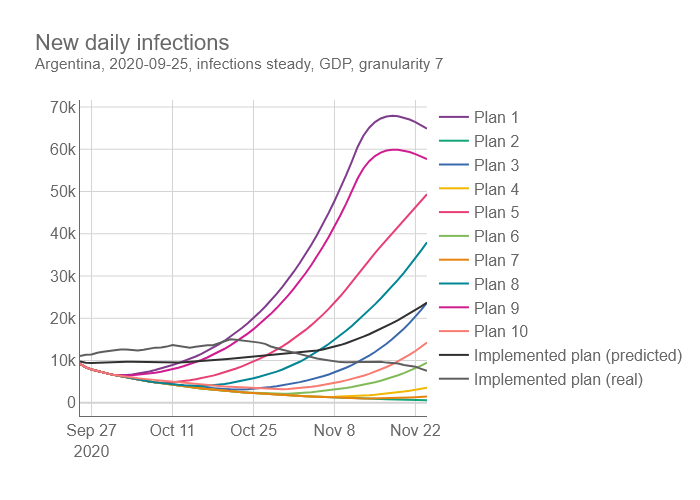 New daily infections
Argentina, 2020-09-25, infections steady, GDP, granularity 7
70k
60k
50k
40k
30k
20k
10k
0
Sep 27
2020
Oct 11
Oct 25
Nov 8
Nov 22
Plan 1
Plan 2
Plan 3
Plan 4
Plan 5
Plan 6
Plan 7
Plan 8
Plan 9
Plan 10
Implemented plan (predicted)
Implemented plan (real)